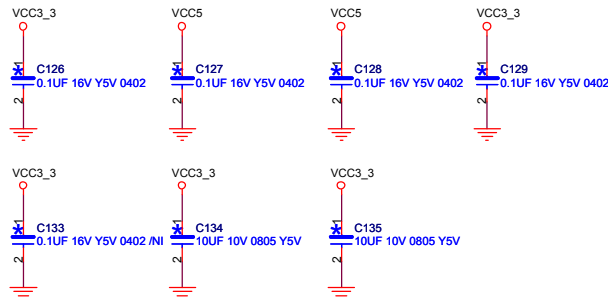 VCC3_3 VCC5 VCC5 VCC3_3
1 1 1 1
* C126 * C127 * C128 * C129
0.1UF 16V Y5V 0402 0.1UF 16V Y5V 0402 0.1UF 16V Y5V 0402 0.1UF 16V Y5V 0402
2 2 2 2
VCC3_3 VCC3_3 VCC3_3
1 1 1
* C133 * C134 * C135
0.1UF 16V Y5V 0402 /NI 10UF 10V 0805 Y5V 10UF 10V 0805 Y5V
2 2 2